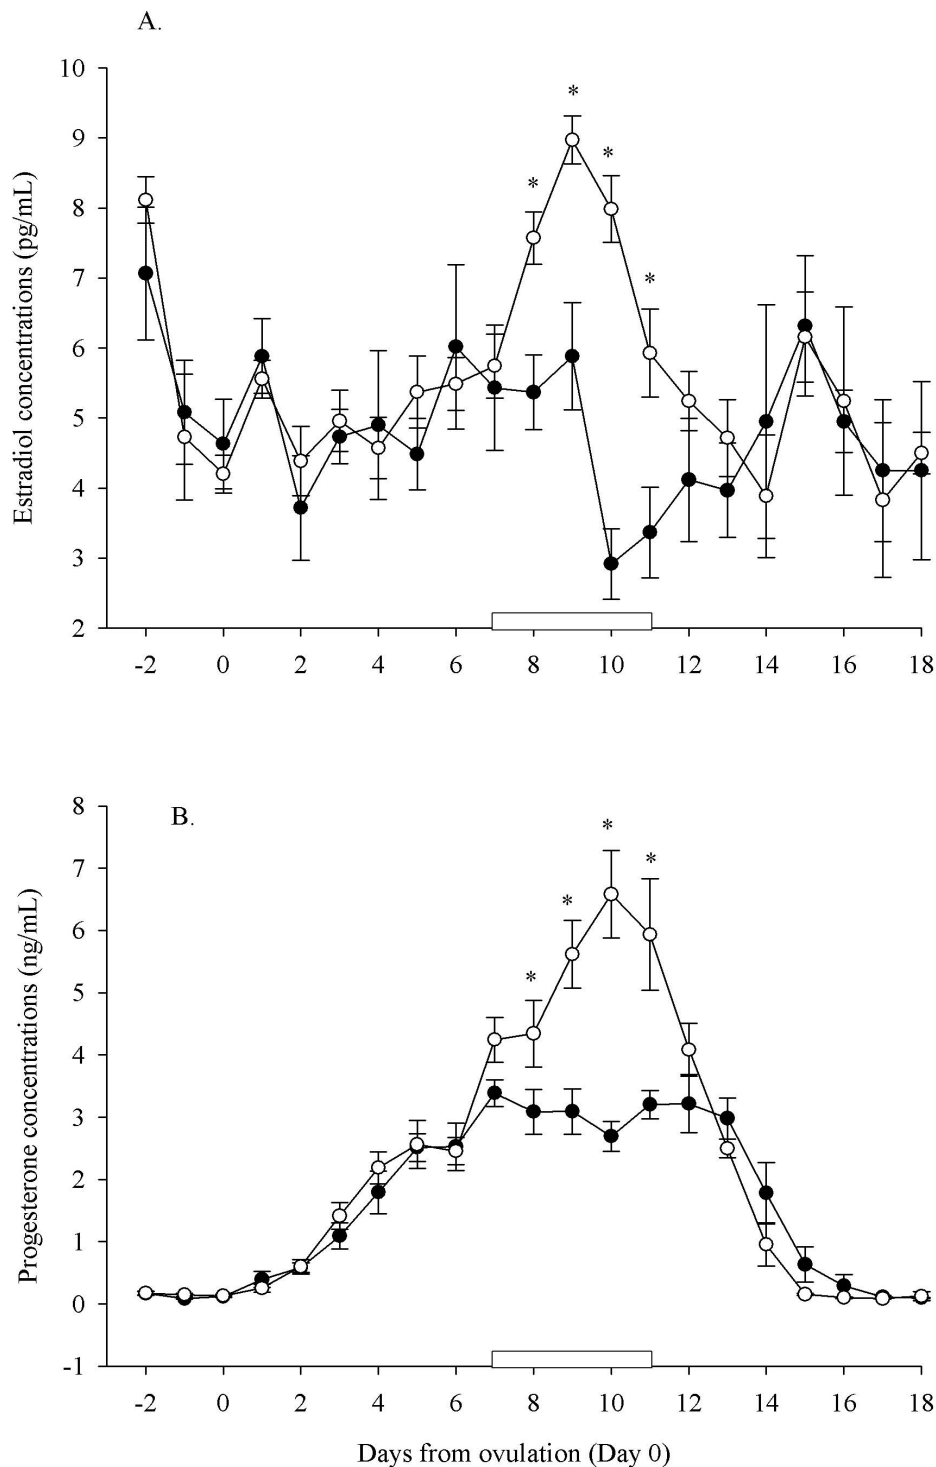 A.
Estradiol concentrations (pg/mL)
10
9
8
7
6
5
4
3
2
* * * *
-2 0 2 4 6 8 10 12 14 16 18
B.
Progesterone concentrations (ng/mL)
8
7
6
5
4
3
2
1
0
-1
* * * *
-2 0 2 4 6 8 10 12 14 16 18
Days from ovulation (Day 0)